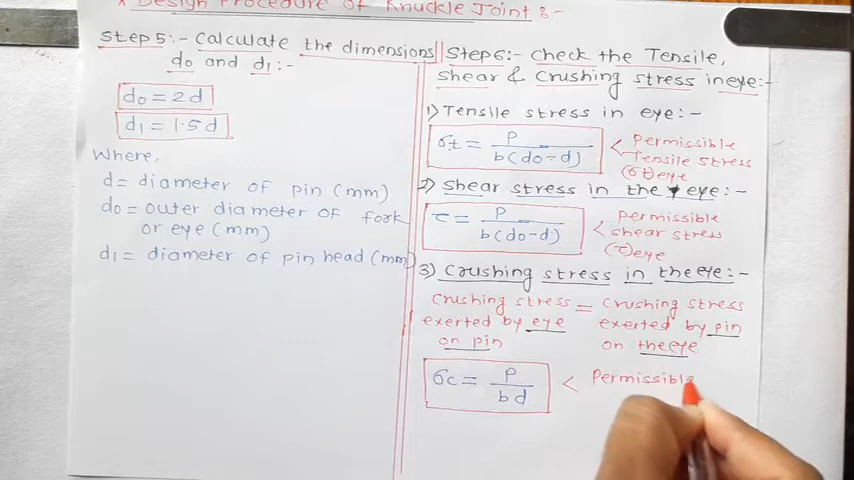 * Design Procedure of Knuckle Joint:-
Step 5:- Calculate the dimensions
do and d1:-
do = 2d
d1 = 1.5d
Where,
d = diameter of pin (mm)
do = outer diameter of fork
or eye (mm)
d1 = diameter of pin head (mm)
Step6:- Check the Tensile,
Shear & Crushing stress in eye:-
1) Tensile stress in eye:-
σt = P / b(do-d) < Permissible
Tensile stress
(σt)eye
2) Shear stress in the eye:-
τ = P / b(do-d) < Permissible
shear stress
(τ)eye
3) Crushing stress in the eye:-
Crushing stress = Crushing stress
exerted by eye exerted by pin
on pin on the eye
σc = P / bd < Permissible